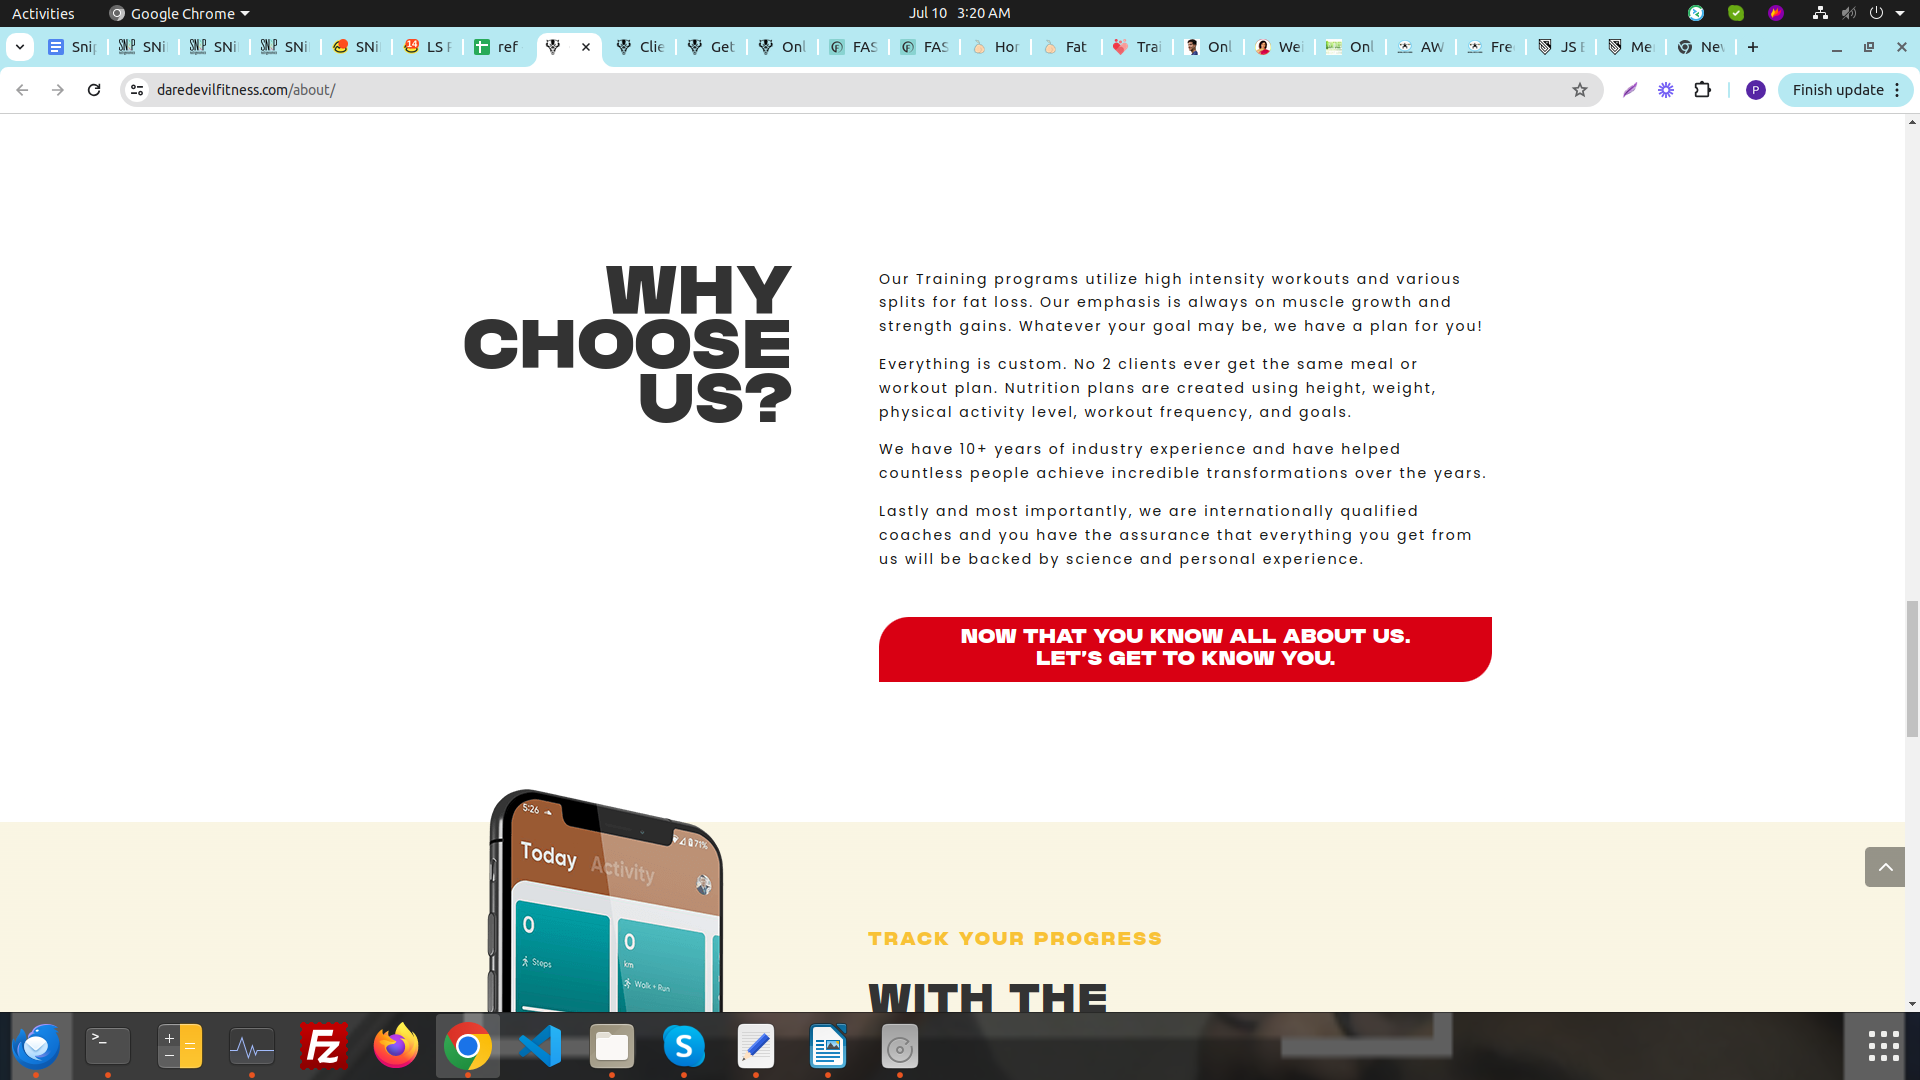 Activities
Google Chrome
Jul 10 3:20 AM
Snip
SNi
SNi
SNi
SNi
LS F
ref
Clie
Get
Onl
FAS
FAS
Hor
Fat
Trai
Onl
Wei
Onl
AW
Fre
JS B
Me
Nev
daredevilfitness.com/about/
P
Finish update
WHY
CHOOSE
US?
Our Training programs utilize high intensity workouts and various
splits for fat loss. Our emphasis is always on muscle growth and
strength gains. Whatever your goal may be, we have a plan for you!
Everything is custom. No 2 clients ever get the same meal or
workout plan. Nutrition plans are created using height, weight,
physical activity level, workout frequency, and goals.
We have 10+ years of industry experience and have helped
countless people achieve incredible transformations over the years.
Lastly and most importantly, we are internationally qualified
coaches and you have the assurance that everything you get from
us will be backed by science and personal experience.
NOW THAT YOU KNOW ALL ABOUT US.
LET'S GET TO KNOW YOU.
5:26
71%
Today Activity
0
Steps
0
km
Walk + Run
TRACK YOUR PROGRESS
WITH THE